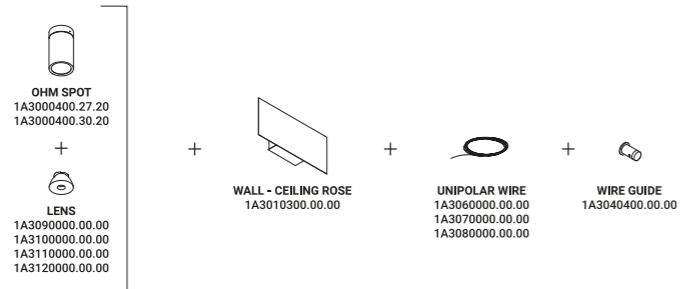 OHM SPOT
1A3000400.27.20
1A3000400.30.20
+
LENS
1A3090000.00.00
1A3100000.00.00
1A3110000.00.00
1A3120000.00.00
+
WALL - CEILING ROSE
1A3010300.00.00
+
UNIPOLAR WIRE
1A3060000.00.00
1A3070000.00.00
1A3080000.00.00
+
WIRE GUIDE
1A3040400.00.00